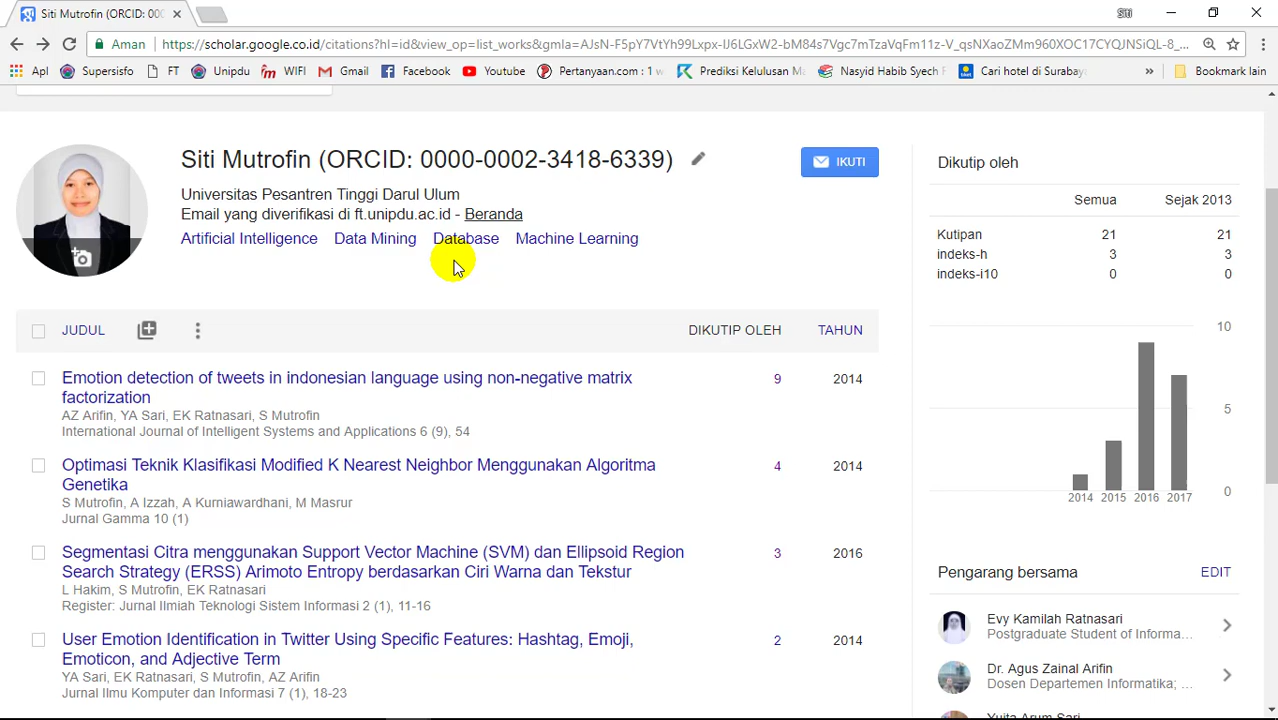 Siti Mutrofin (ORCID: 000
Siti
Aman
https://scholar.google.co.id/citations?hl=id&view_op=list_works&gmla=AJsN-F5pY7VtYh99Lxpx-IJ6LGxW2-bM84s7Vgc7mTzaVqFm11z-V_qsNXaoZMm960XOC17CYQJNSiQL-8_...
Apl
Supersisfo
FT
Unipdu
WIFI
Gmail
Facebook
Youtube
Pertanyaan.com : 1 w
Prediksi Kelulusan Ma
Nasyid Habib Syech F
Cari hotel di Surabaya
»
Bookmark lain
Siti Mutrofin (ORCID: 0000-0002-3418-6339)
IKUTI
Universitas Pesantren Tinggi Darul Ulum
Email yang diverifikasi di ft.unipdu.ac.id - Beranda
Artificial Intelligence Data Mining Database Machine Learning
JUDUL DIKUTIP OLEH TAHUN
Emotion detection of tweets in indonesian language using non-negative matrix 9 2014
factorization
AZ Arifin, YA Sari, EK Ratnasari, S Mutrofin
International Journal of Intelligent Systems and Applications 6 (9), 54
Optimasi Teknik Klasifikasi Modified K Nearest Neighbor Menggunakan Algoritma 4 2014
Genetika
S Mutrofin, A Izzah, A Kurniawardhani, M Masrur
Jurnal Gamma 10 (1)
Segmentasi Citra menggunakan Support Vector Machine (SVM) dan Ellipsoid Region 3 2016
Search Strategy (ERSS) Arimoto Entropy berdasarkan Ciri Warna dan Tekstur
L Hakim, S Mutrofin, EK Ratnasari
Register: Jurnal Ilmiah Teknologi Sistem Informasi 2 (1), 11-16
User Emotion Identification in Twitter Using Specific Features: Hashtag, Emoji, 2 2014
Emoticon, and Adjective Term
YA Sari, EK Ratnasari, S Mutrofin, AZ Arifin
Jurnal Ilmu Komputer dan Informasi 7 (1), 18-23
Dikutip oleh
Semua Sejak 2013
Kutipan 21 21
indeks-h 3 3
indeks-i10 0 0
10
5
0
2014 2015 2016 2017
Pengarang bersama EDIT
Evy Kamilah Ratnasari
Postgraduate Student of Informa...
Dr. Agus Zainal Arifin
Dosen Departemen Informatika; ...
Yuita Arum Sari